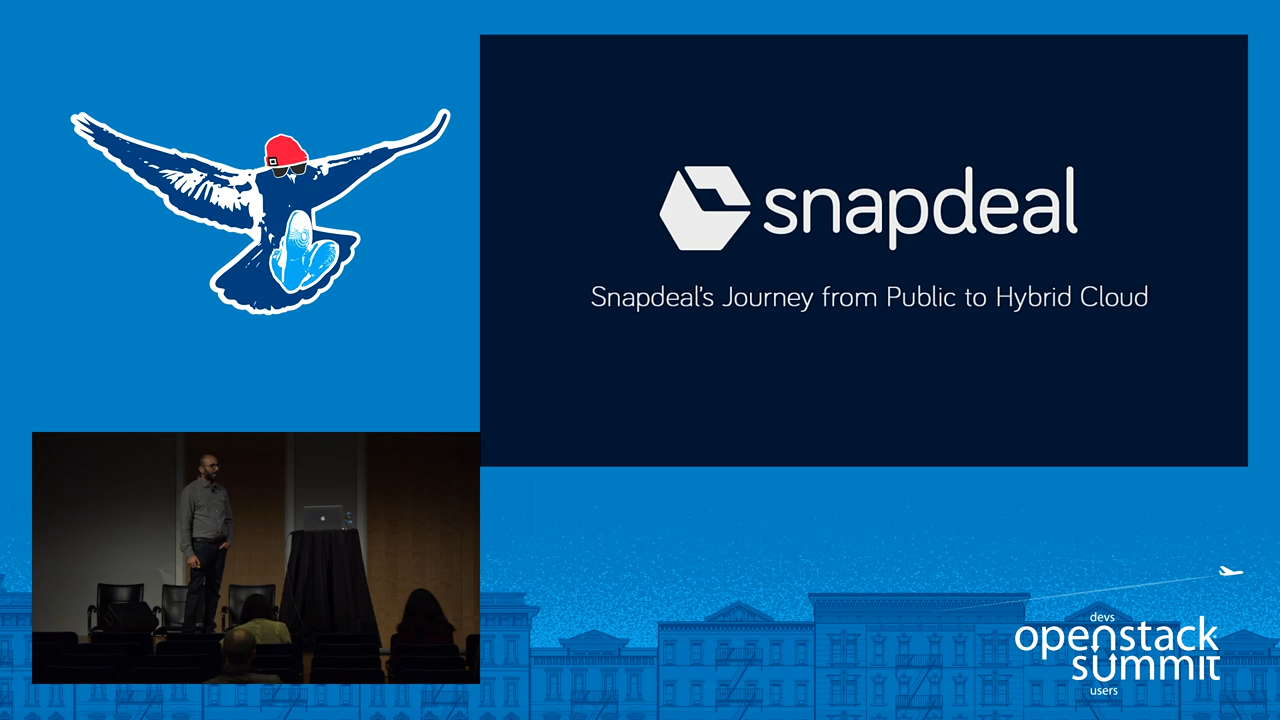 snapdeal
Snapdeal's Journey from Public to Hybrid Cloud
devs
openstack
summit
users